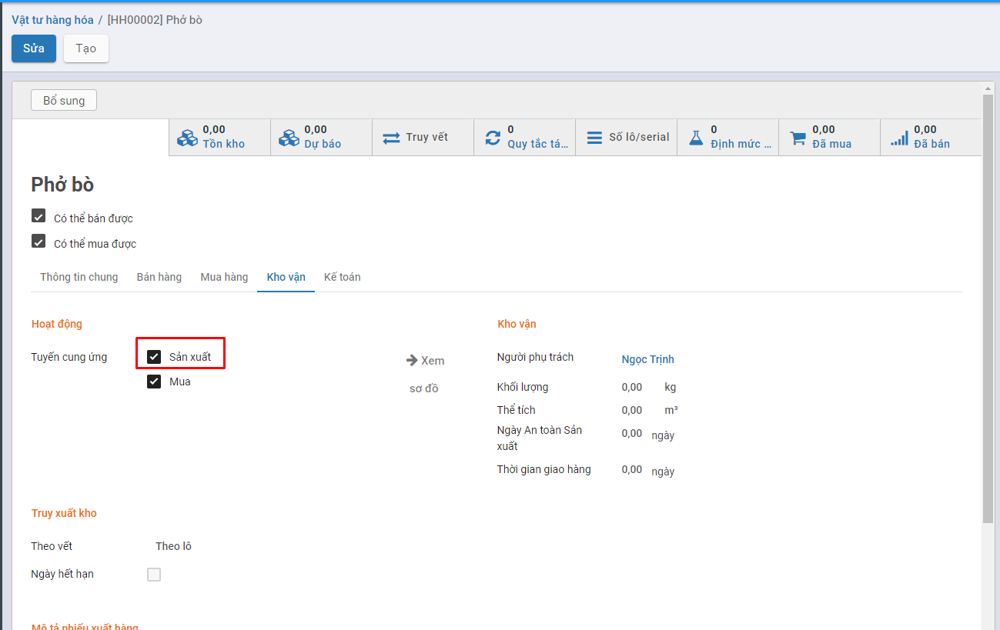 Vật tư hàng hóa / [HH00002] Phở bò
Sửa Tạo
Bổ sung
0,00 Tồn kho
0,00 Dự báo
Truy vết
0 Quy tắc tá...
Số lô/serial
0 Định mức ...
0,00 Đã mua
0,00 Đã bán
Phở bò
Có thể bán được
Có thể mua được
Thông tin chung Bán hàng Mua hàng Kho vận Kế toán
Hoạt động
Tuyến cung ứng Sản xuất
Mua
Xem
sơ đồ
Kho vận
Người phụ trách Ngọc Trịnh
Khối lượng 0,00 kg
Thể tích 0,00 m³
Ngày An toàn Sản
xuất 0,00 ngày
Thời gian giao hàng 0,00 ngày
Truy xuất kho
Theo vết Theo lô
Ngày hết hạn
Mô tả phiếu xuất hàng